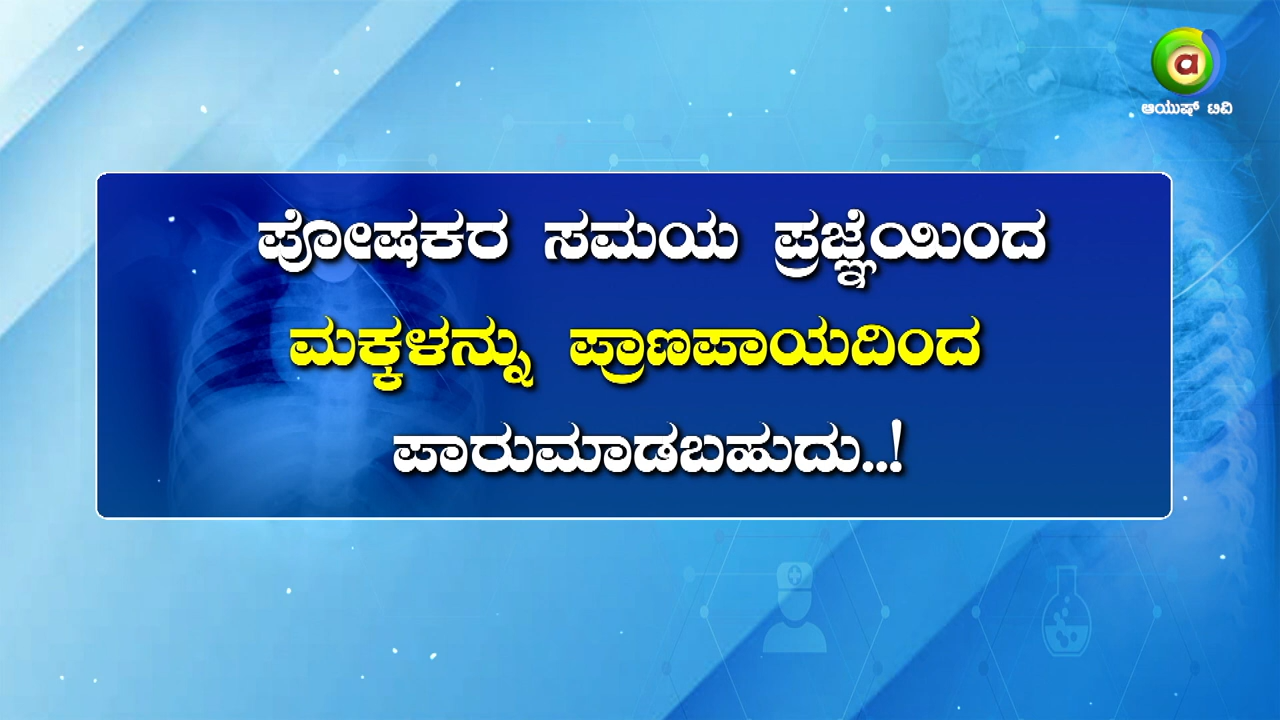 a
ಆಯುಷ್ ಟಿವಿ
ಪೋಷಕರ ಸಮಯ ಪ್ರಜ್ಞೆಯಿಂದ
ಮಕ್ಕಳನ್ನು ಪ್ರಾಣಪಾಯದಿಂದ
ಪಾರುಮಾಡಬಹುದು..!